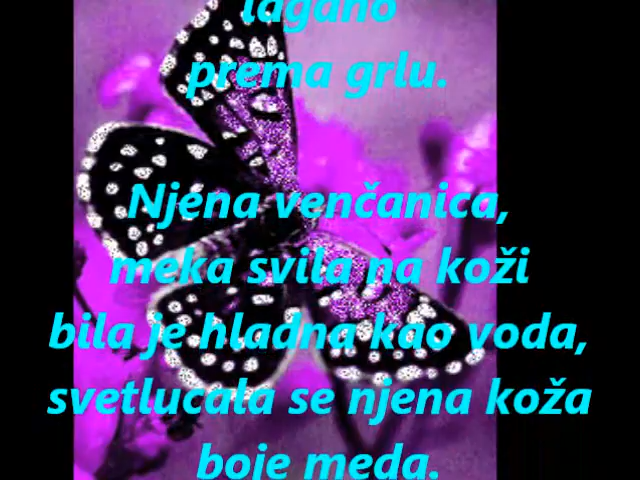 lagano
prema grlu.
Njena venčanica,
meka svila na koži
bila je hladna kao voda,
svetlucala se njena koža
boje meda.